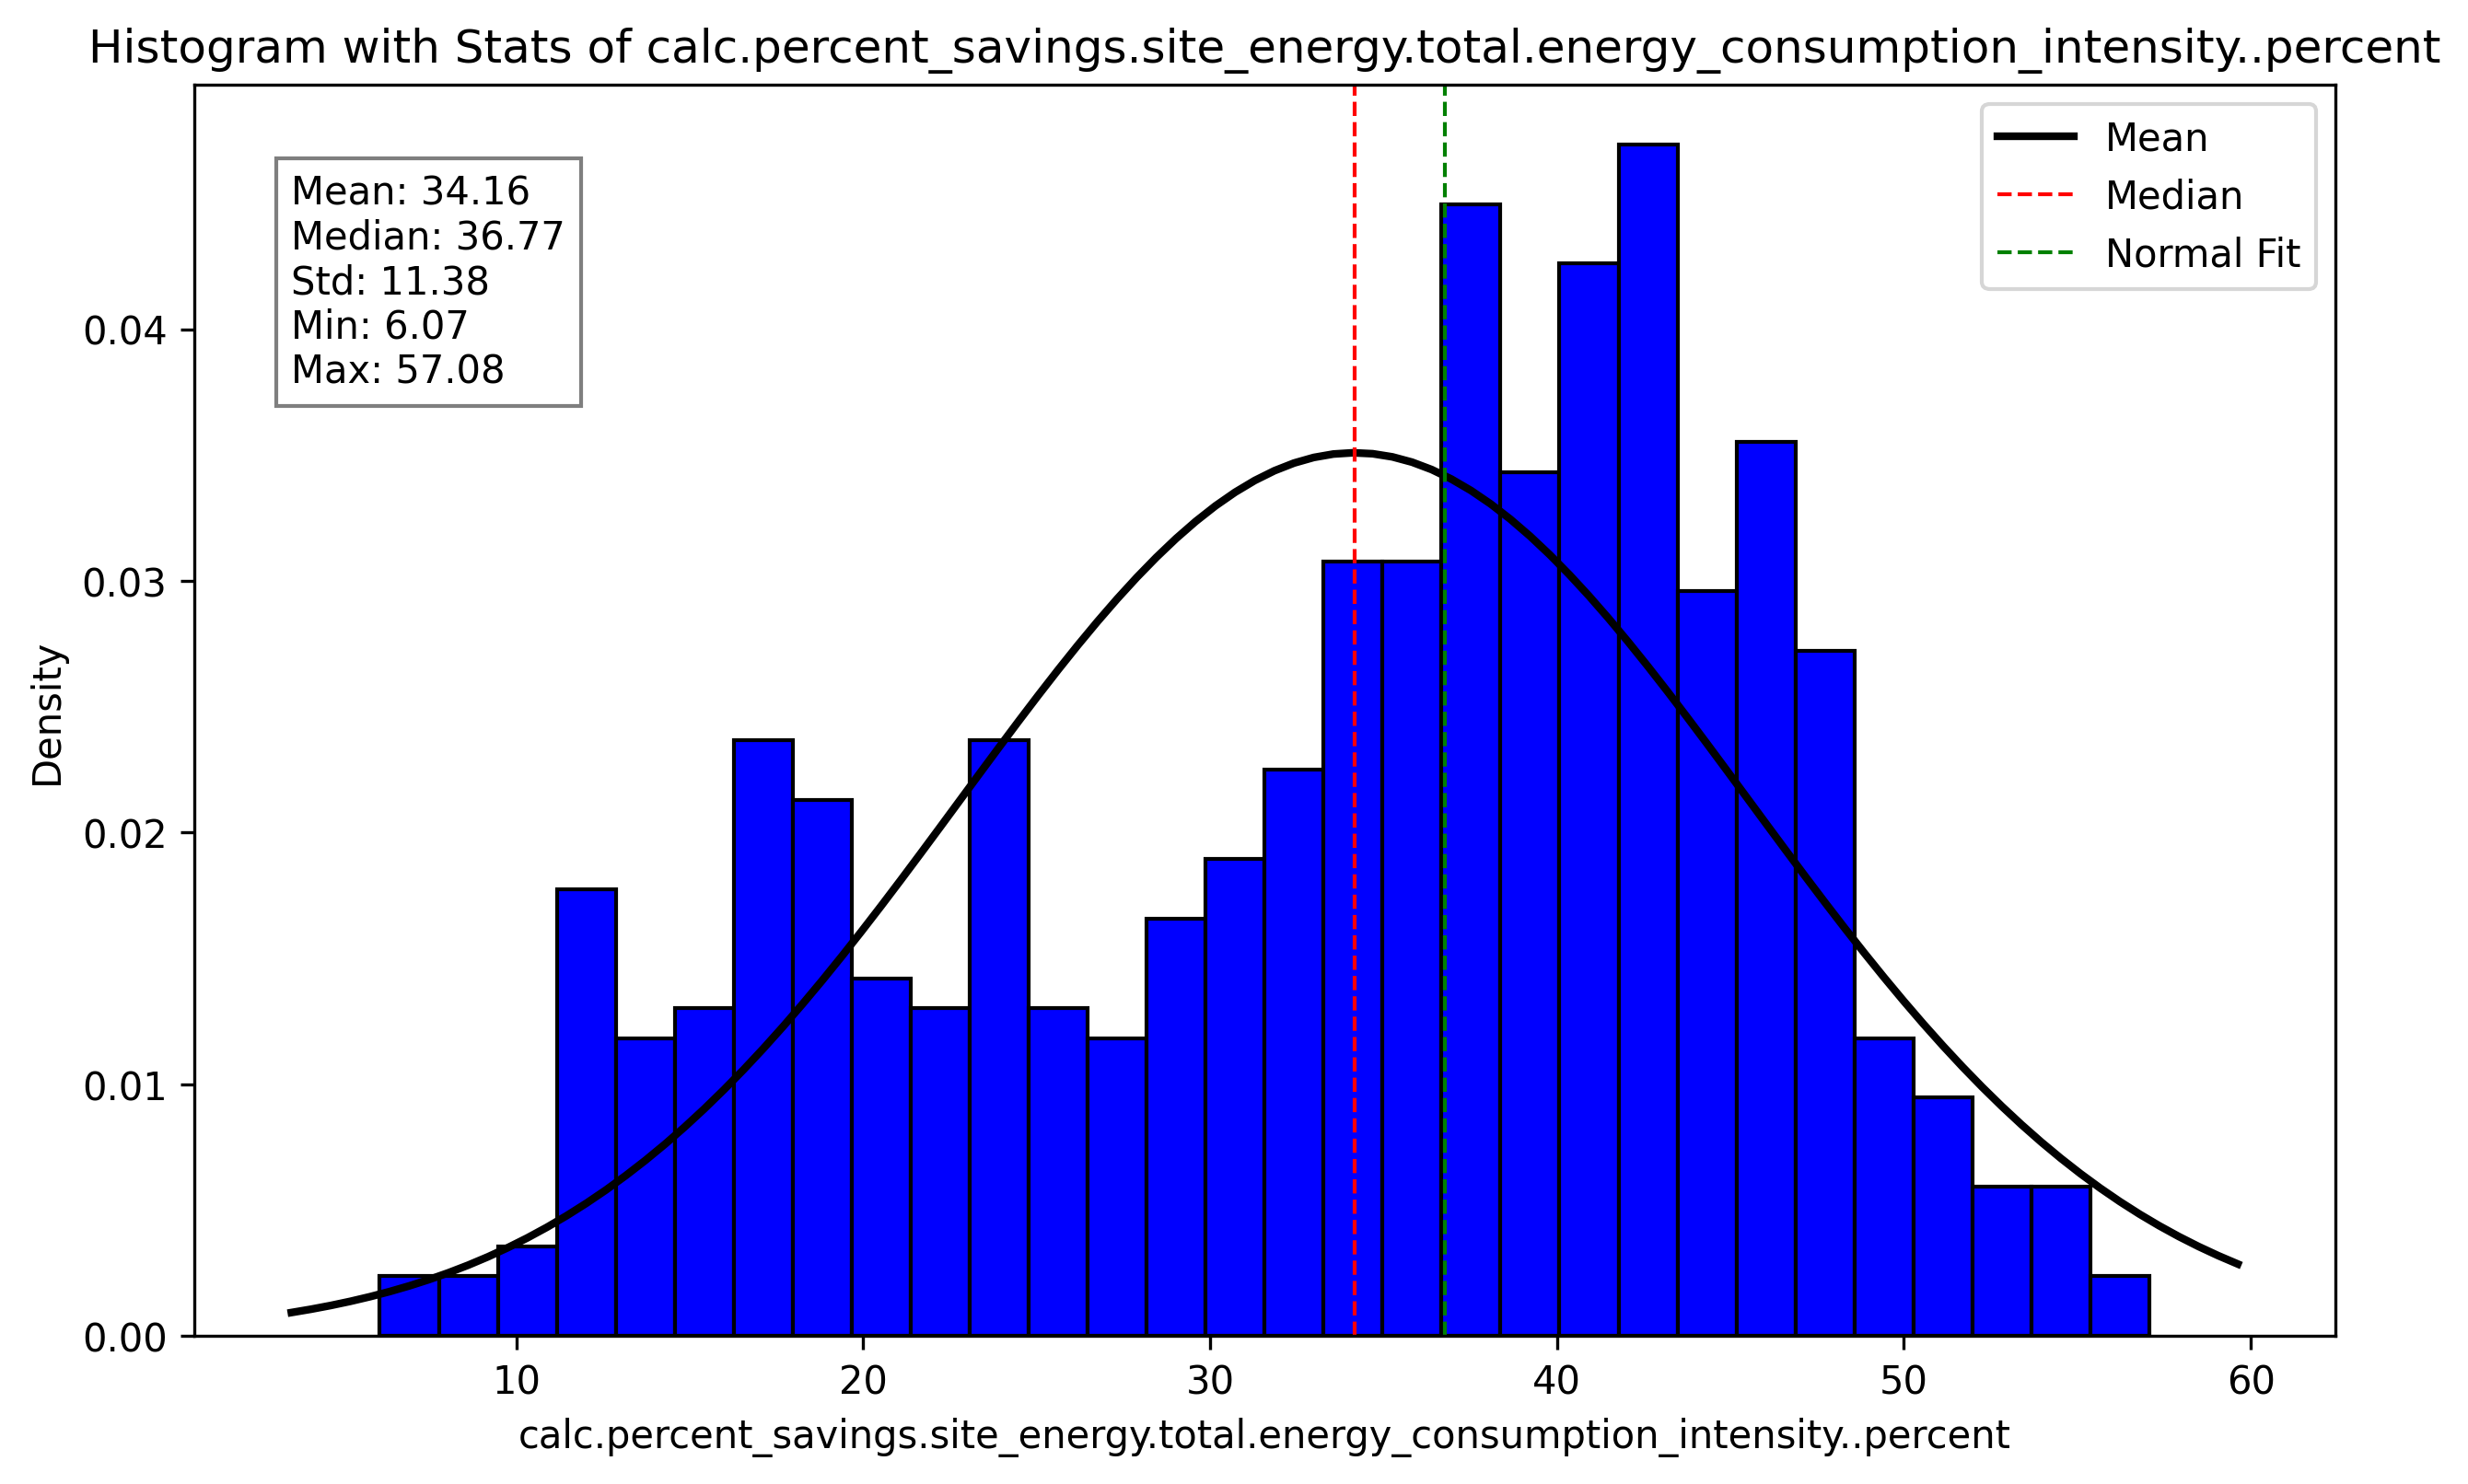 Histogram with Stats of calc.percent_savings.site_energy.total.energy_consumption_intensity..percent
Mean: 34.16
Median: 36.77
Std: 11.38
Min: 6.07
Max: 57.08
Mean
Median
Normal Fit
Density
0.04
0.03
0.02
0.01
0.00
10
20
30
40
50
60
calc.percent_savings.site_energy.total.energy_consumption_intensity..percent